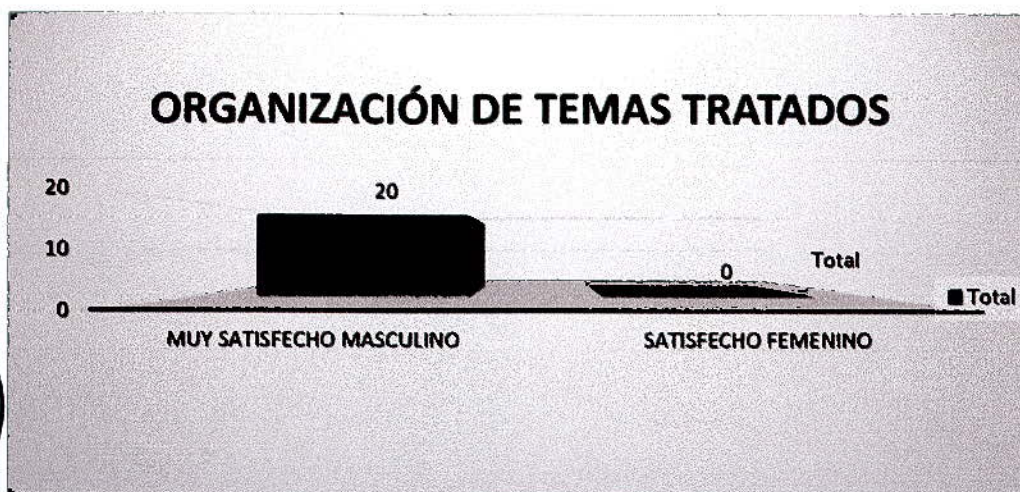 ORGANIZACIÓN DE TEMAS TRATADOS
20
20
10
0
Total
0
Total
MUY SATISFECHO MASCULINO
SATISFECHO FEMENINO